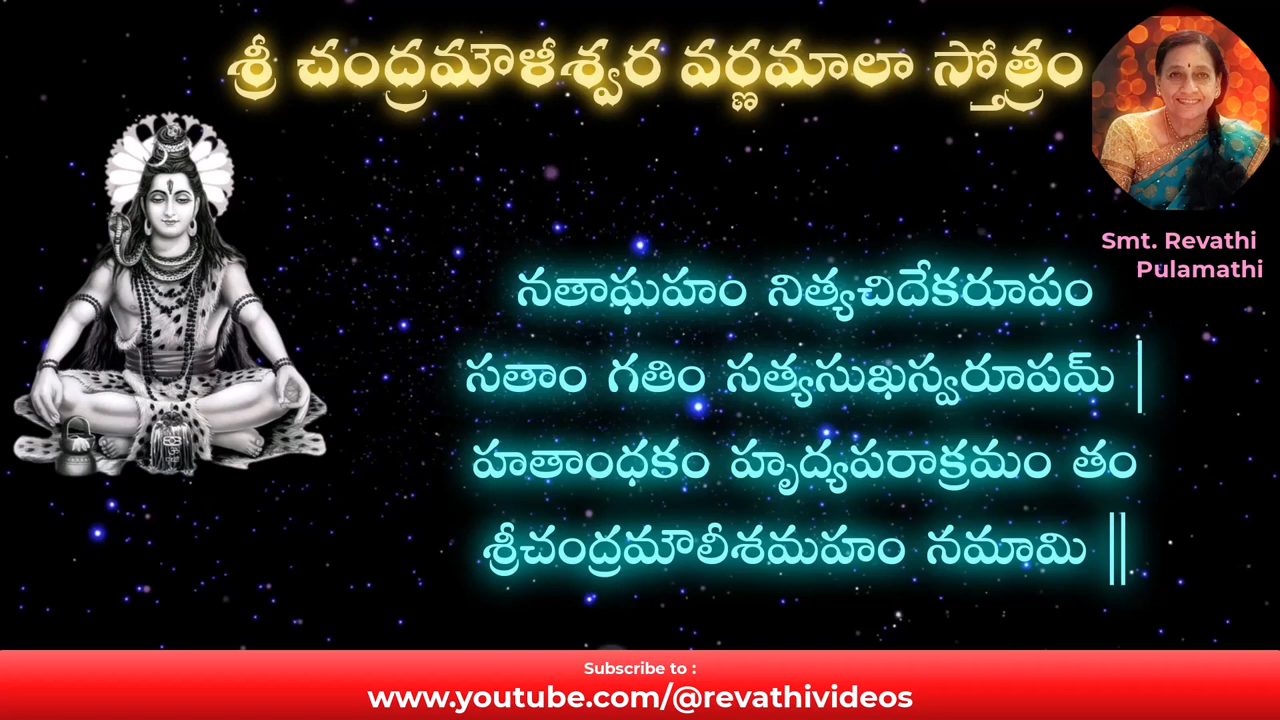 శ్రీ చంద్రమౌళీశ్వర వర్ణమాలా స్తోత్రం
Smt. Revathi
Pulamathi
నతాఘహం నిత్యచిదేకరూపం
సతాం గతిం సత్యసుఖస్వరూపమ్ |
హతాంధకం హృద్యపరాక్రమం తం
శ్రీచంద్రమౌలీశమహం నమామి ||
Subscribe to :
www.youtube.com/@revathivideos